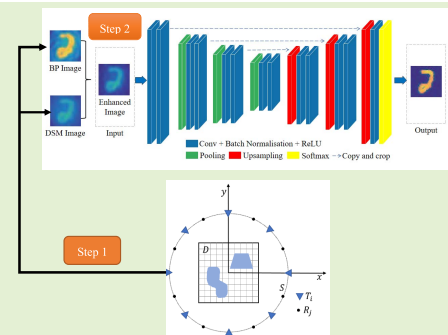 Step 2
BP Image
DSM Image
Enhanced
Image
Input
Output
Conv + Batch Normalisation + ReLU
Pooling
Upsampling
Softmax
→Copy and crop
Step 1
y
D
x
S
T_i
R_j